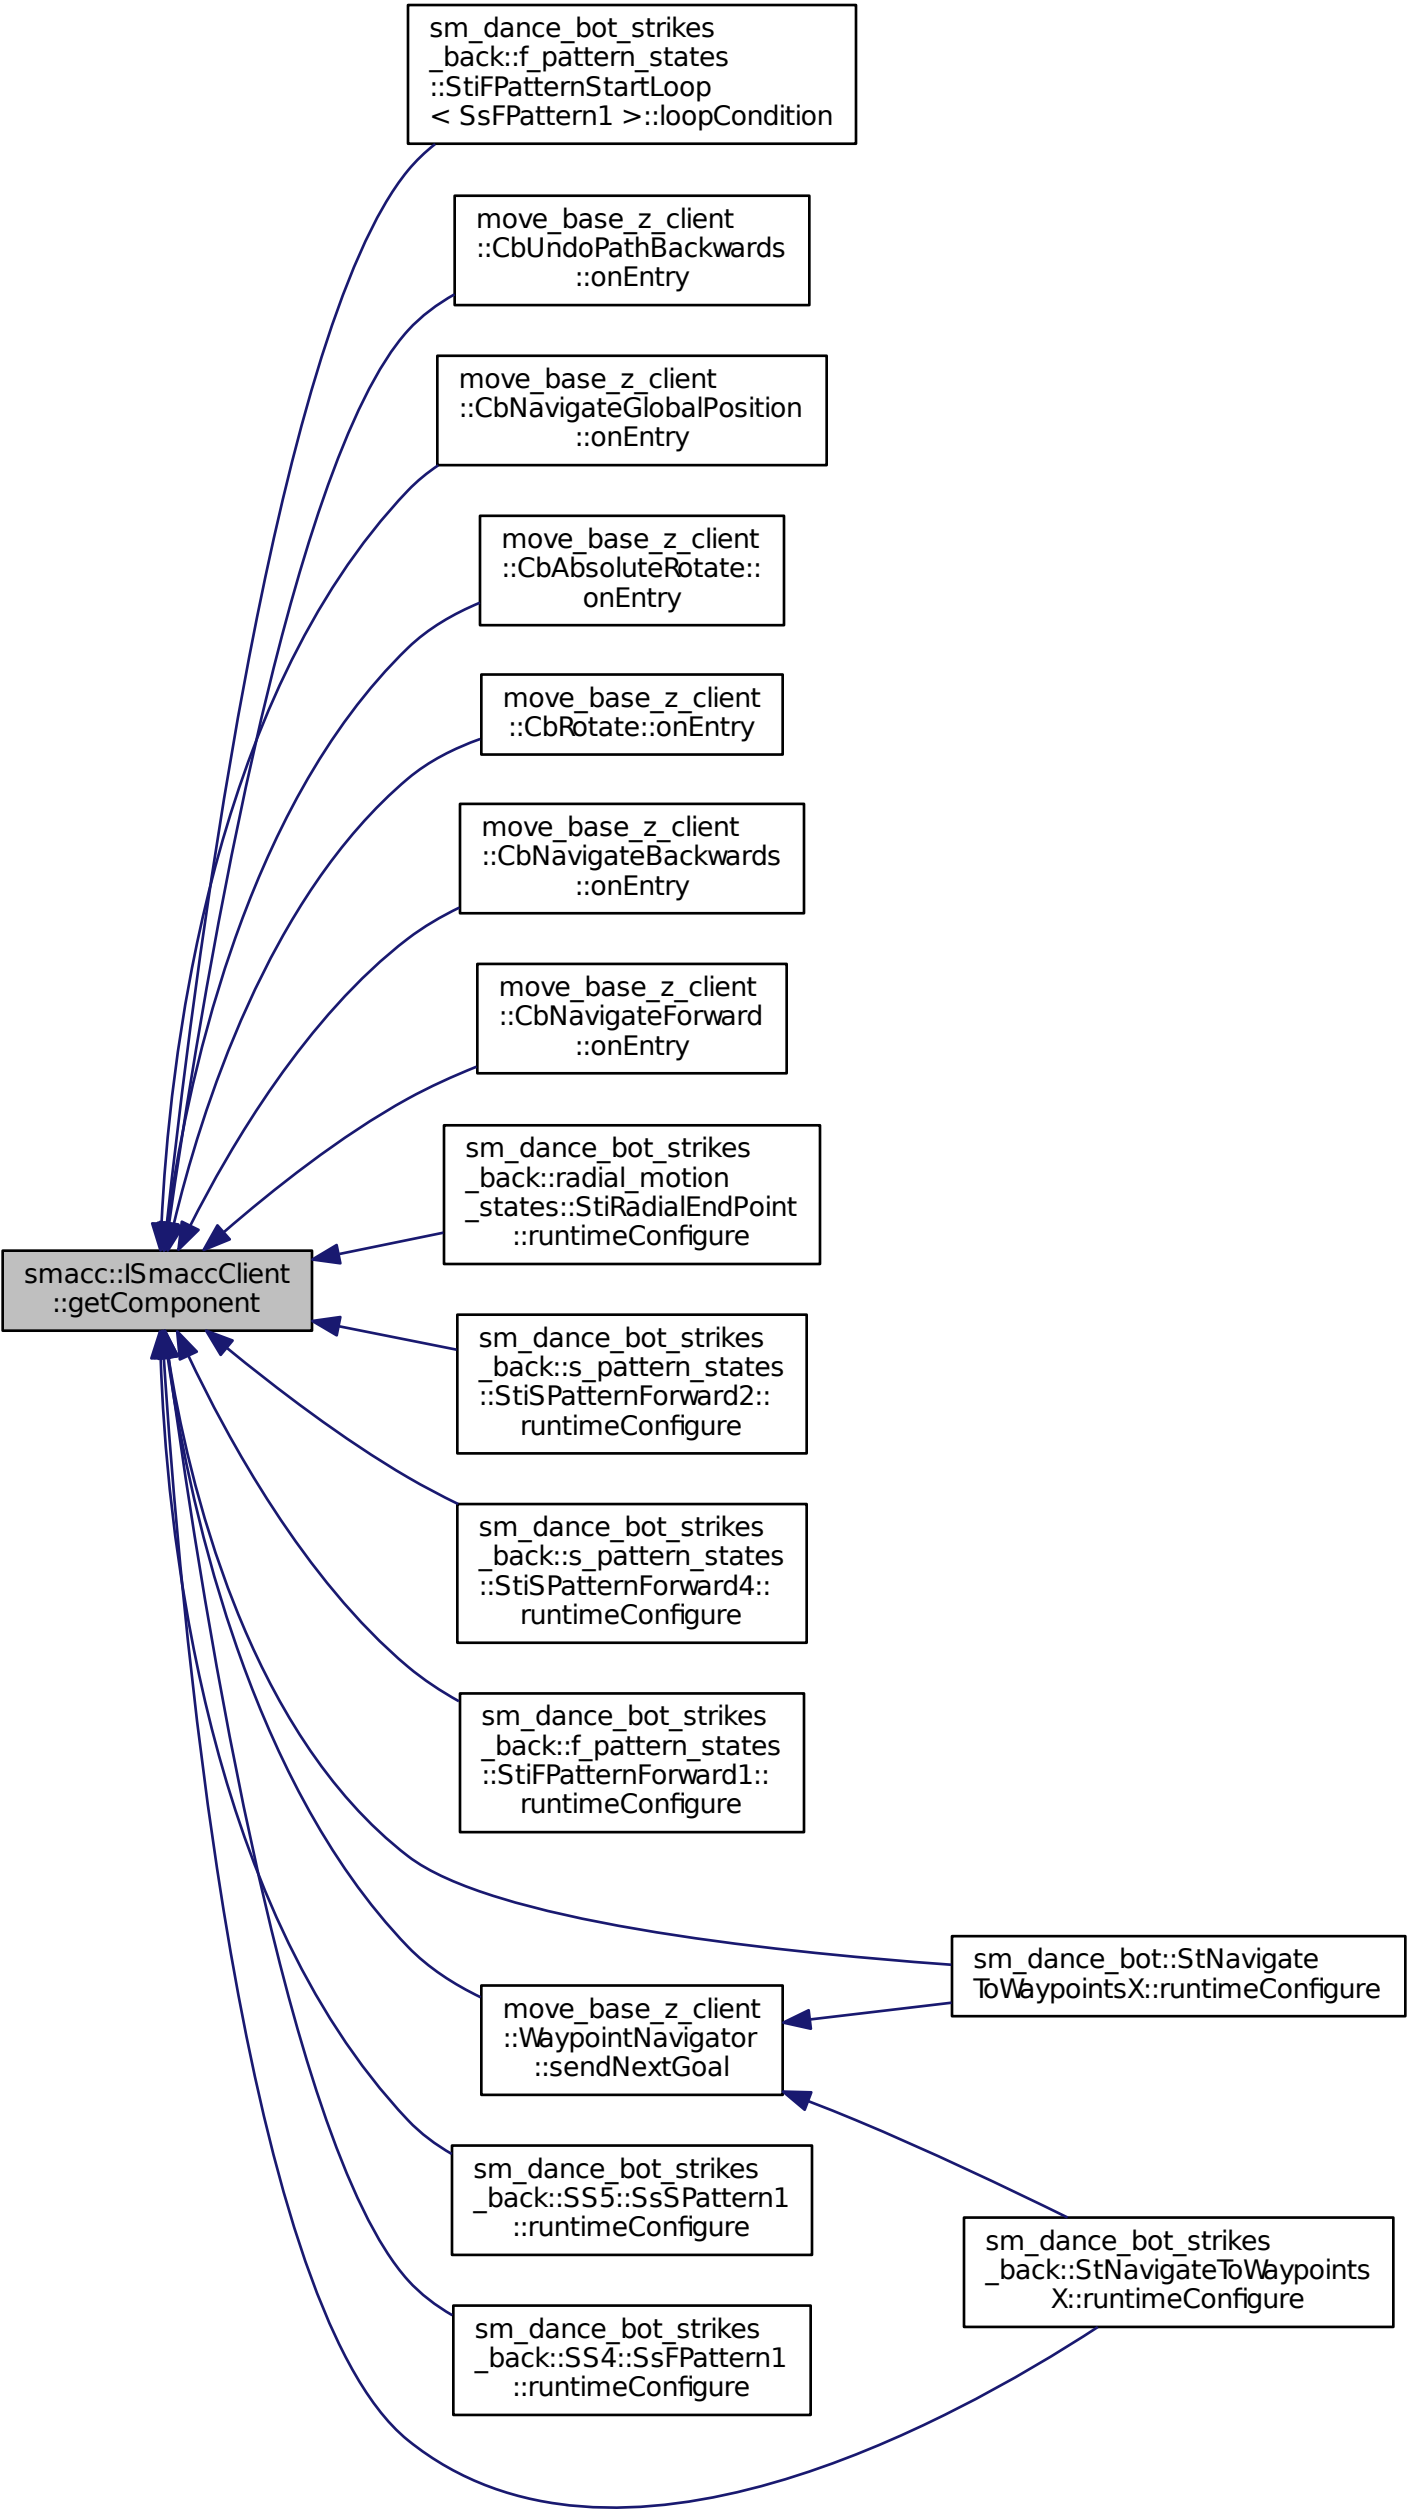 sm_dance_bot_strikes
_back::f_pattern_states
::StiFPatternStartLoop
< SsFPattern1 >::loopCondition
move_base_z_client
::CbUndoPathBackwards
::onEntry
move_base_z_client
::CbNavigateGlobalPosition
::onEntry
move_base_z_client
::CbAbsoluteRotate::
onEntry
move_base_z_client
::CbRotate::onEntry
move_base_z_client
::CbNavigateBackwards
::onEntry
move_base_z_client
::CbNavigateForward
::onEntry
sm_dance_bot_strikes
_back::radial_motion
_states::StiRadialEndPoint
::runtimeConfigure
smacc::ISmaccClient
::getComponent
sm_dance_bot_strikes
_back::s_pattern_states
::StiSPatternForward2::
runtimeConfigure
sm_dance_bot_strikes
_back::s_pattern_states
::StiSPatternForward4::
runtimeConfigure
sm_dance_bot_strikes
_back::f_pattern_states
::StiFPatternForward1::
runtimeConfigure
sm_dance_bot::StNavigate
ToWaypointsX::runtimeConfigure
move_base_z_client
::WaypointNavigator
::sendNextGoal
sm_dance_bot_strikes
_back::SS5::SsSPattern1
::runtimeConfigure
sm_dance_bot_strikes
_back::StNavigateToWaypoints
X::runtimeConfigure
sm_dance_bot_strikes
_back::SS4::SsFPattern1
::runtimeConfigure